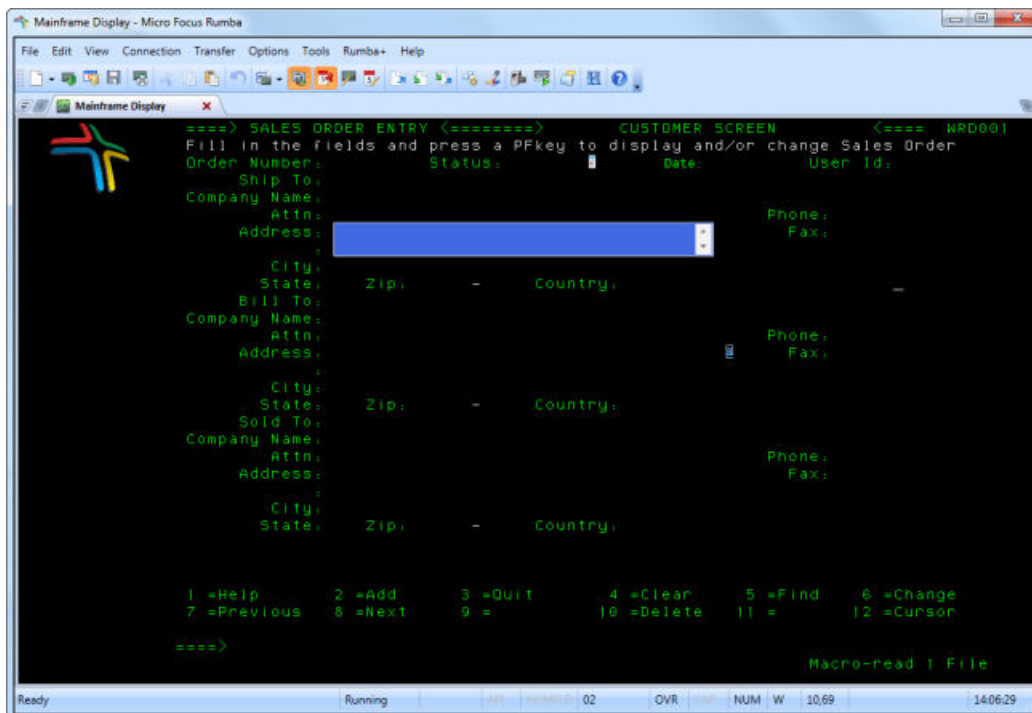 Mainframe Display - Micro Focus Rumba
File Edit View Connection Transfer Options Tools Rumba+ Help
Mainframe Display
====> SALES ORDER ENTRY <========> CUSTOMER SCREEN <==== WRD001
Fill in the fields and press a PFkey to display and/or change Sales Order
Order Number: Status: Date: User Id:
Ship To:
Company Name:
Attn: Phone:
Address: Fax:
:
City:
State: Zip: - Country:
Bill To:
Company Name:
Attn: Phone:
Address: Fax:
:
City:
State: Zip: - Country:
Sold To:
Company Name:
Attn: Phone:
Address: Fax:
:
City:
State: Zip: - Country:
1 =Help 2 =Add 3 =Quit 4 =Clear 5 =Find 6 =Change
7 =Previous 8 =Next 9 = 10 =Delete 11 = 12 =Cursor
====>
Macro-read 1 File
Ready Running API 02 OVR CAP NUM W 10,69 14:06:29